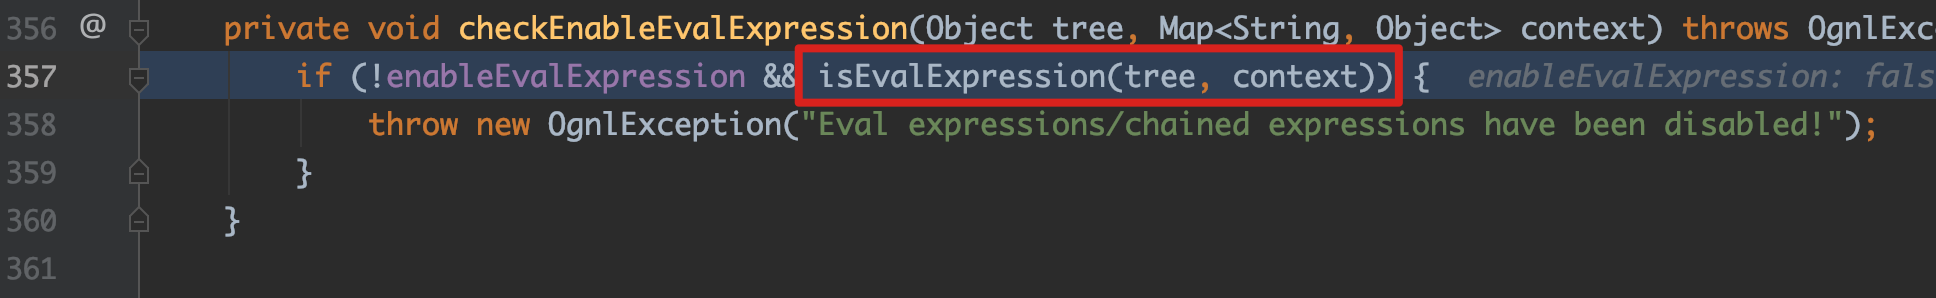 356 @ private void checkEnableEvalExpression(Object tree, Map<String, Object> context) throws OgnlExc
357 if (!enableEvalExpression && isEvalExpression(tree, context)) { enableEvalExpression: fals
358 throw new OgnlException("Eval expressions/chained expressions have been disabled!");
359 }
360 }
361